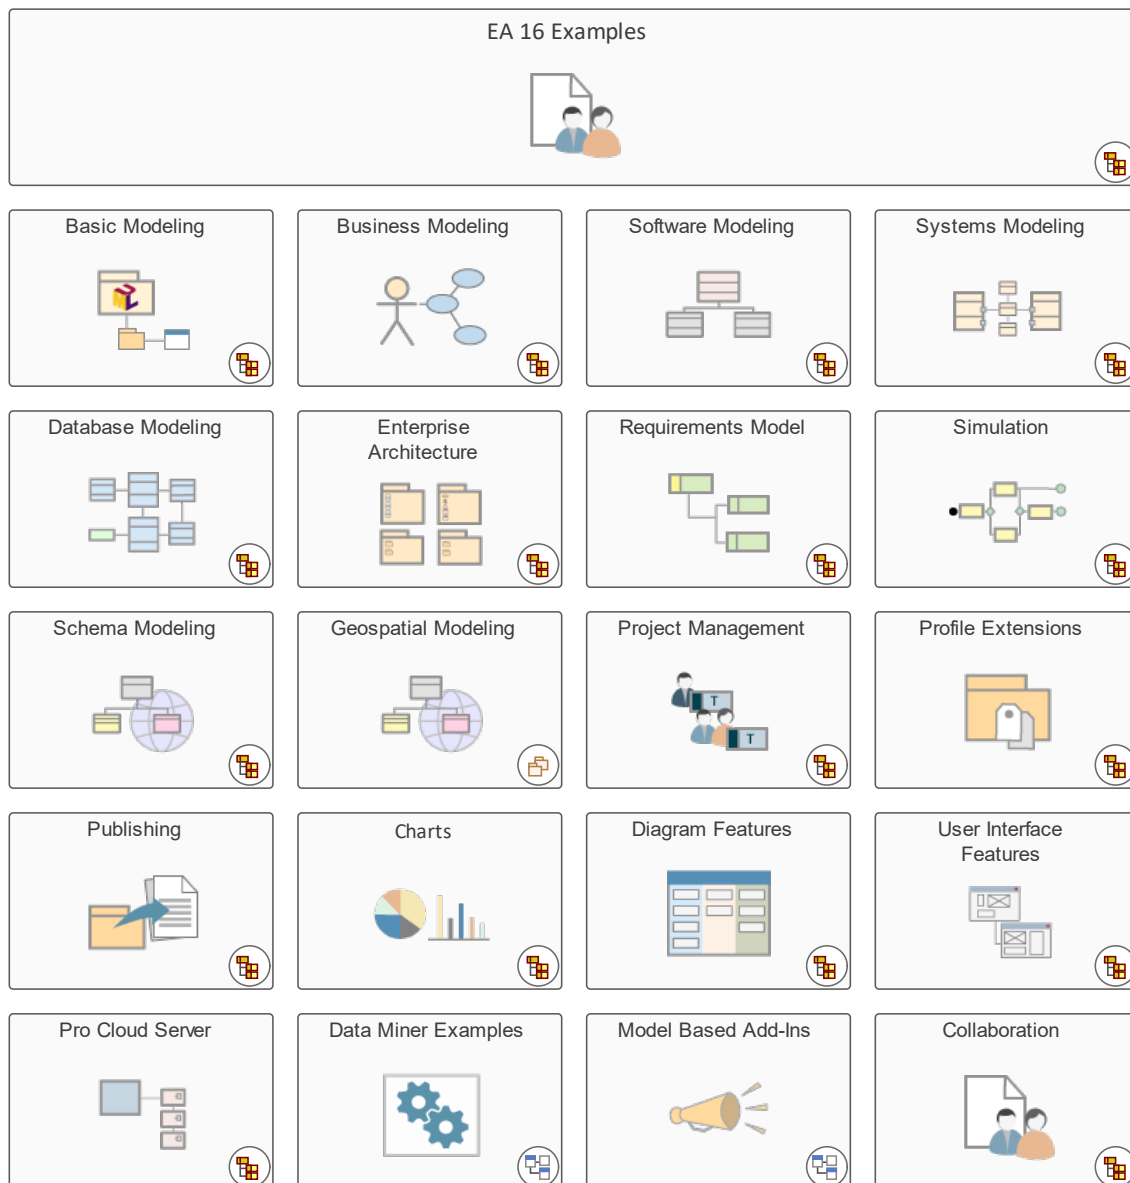 EA 16 Examples
Basic Modeling
Business Modeling
Software Modeling
Systems Modeling
Database Modeling
Enterprise
Architecture
Requirements Model
Simulation
Schema Modeling
Geospatial Modeling
Project Management
T
T
Profile Extensions
Publishing
Charts
Diagram Features
User Interface
Features
Pro Cloud Server
Data Miner Examples
Model Based Add-Ins
Collaboration